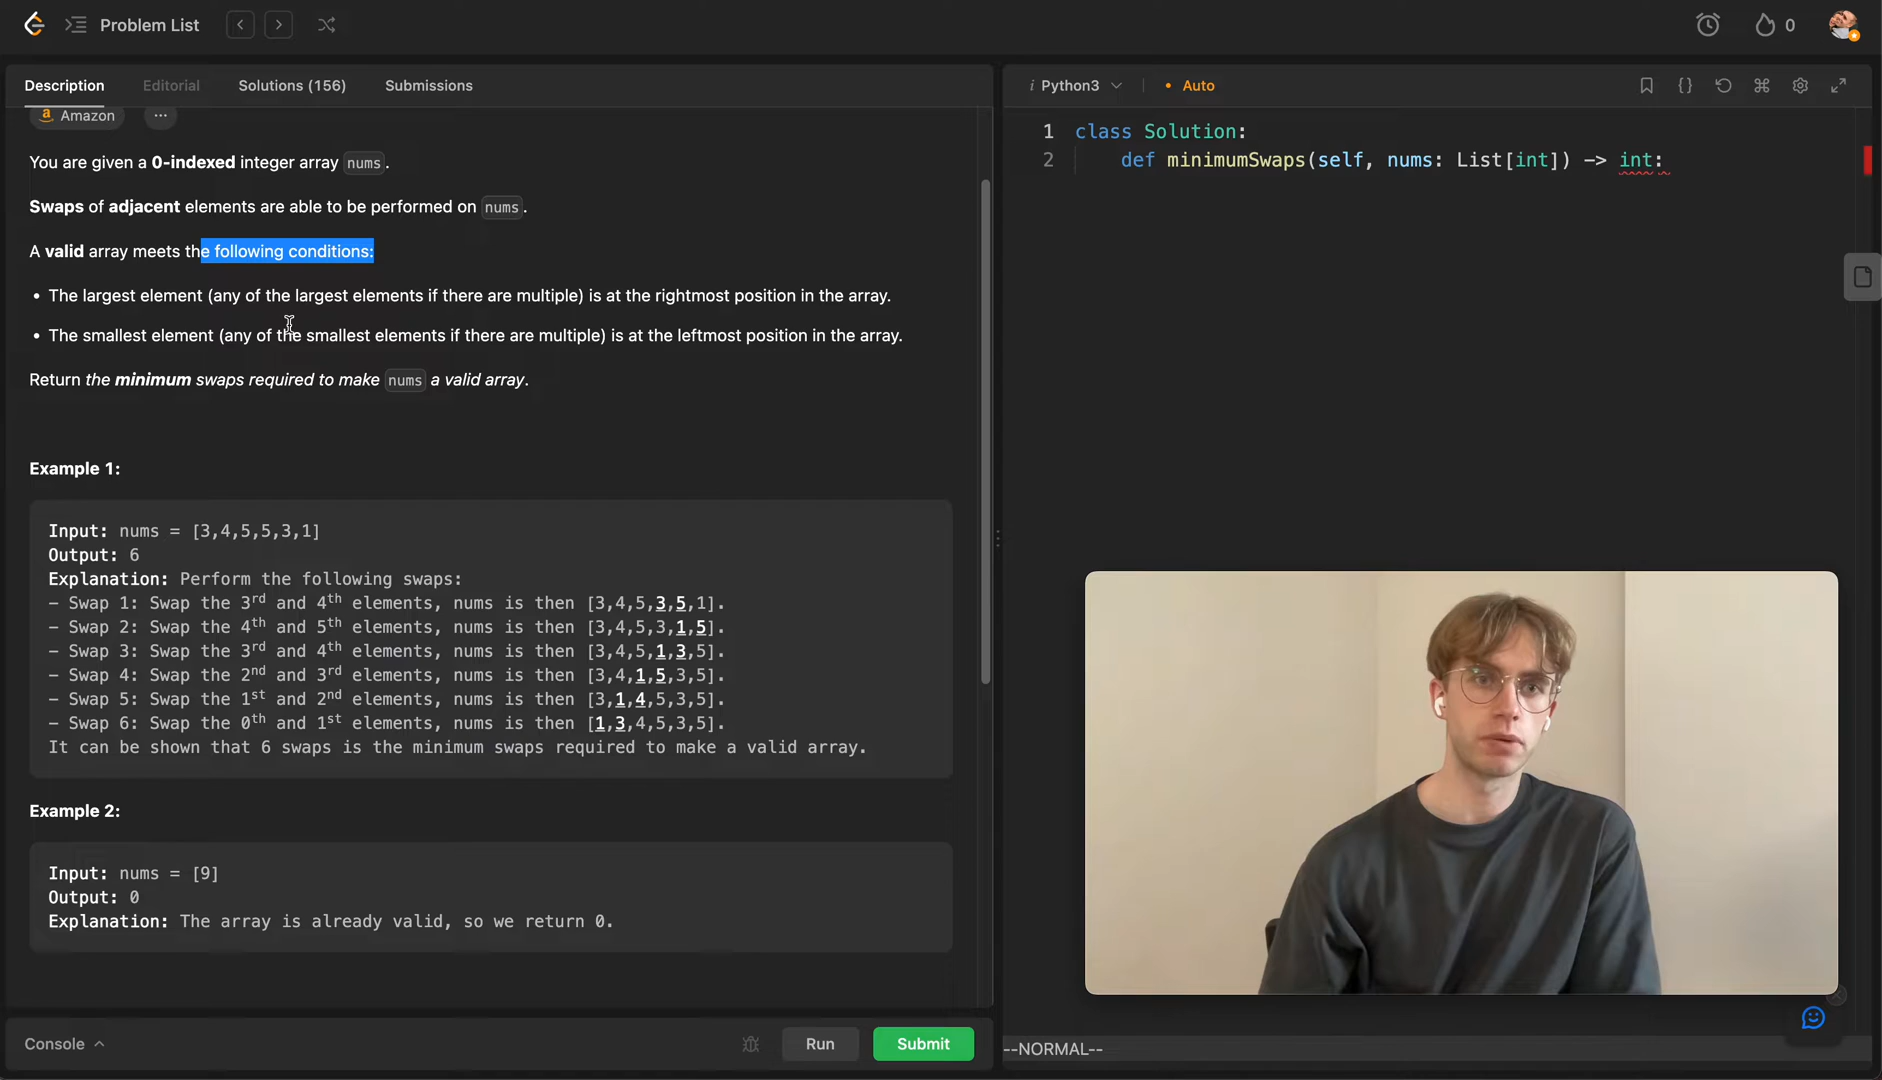 Problem List
0
Description Editorial Solutions (156) Submissions
Amazon ...
You are given a 0-indexed integer array nums.
Swaps of adjacent elements are able to be performed on nums.
A valid array meets the following conditions:
• The largest element (any of the largest elements if there are multiple) is at the rightmost position in the array.
• The smallest element (any of the smallest elements if there are multiple) is at the leftmost position in the array.
Return the minimum swaps required to make nums a valid array.
Example 1:
Input: nums = [3,4,5,5,3,1]
Output: 6
Explanation: Perform the following swaps:
- Swap 1: Swap the 3rd and 4th elements, nums is then [3,4,5,3,5,1].
- Swap 2: Swap the 4th and 5th elements, nums is then [3,4,5,3,1,5].
- Swap 3: Swap the 3rd and 4th elements, nums is then [3,4,5,1,3,5].
- Swap 4: Swap the 2nd and 3rd elements, nums is then [3,4,1,5,3,5].
- Swap 5: Swap the 1st and 2nd elements, nums is then [3,1,4,5,3,5].
- Swap 6: Swap the 0th and 1st elements, nums is then [1,3,4,5,3,5].
It can be shown that 6 swaps is the minimum swaps required to make a valid array.
Example 2:
Input: nums = [9]
Output: 0
Explanation: The array is already valid, so we return 0.
Console Run Submit
i Python3 • Auto {}
1 class Solution:
2 def minimumSwaps(self, nums: List[int]) -> int:
--NORMAL--